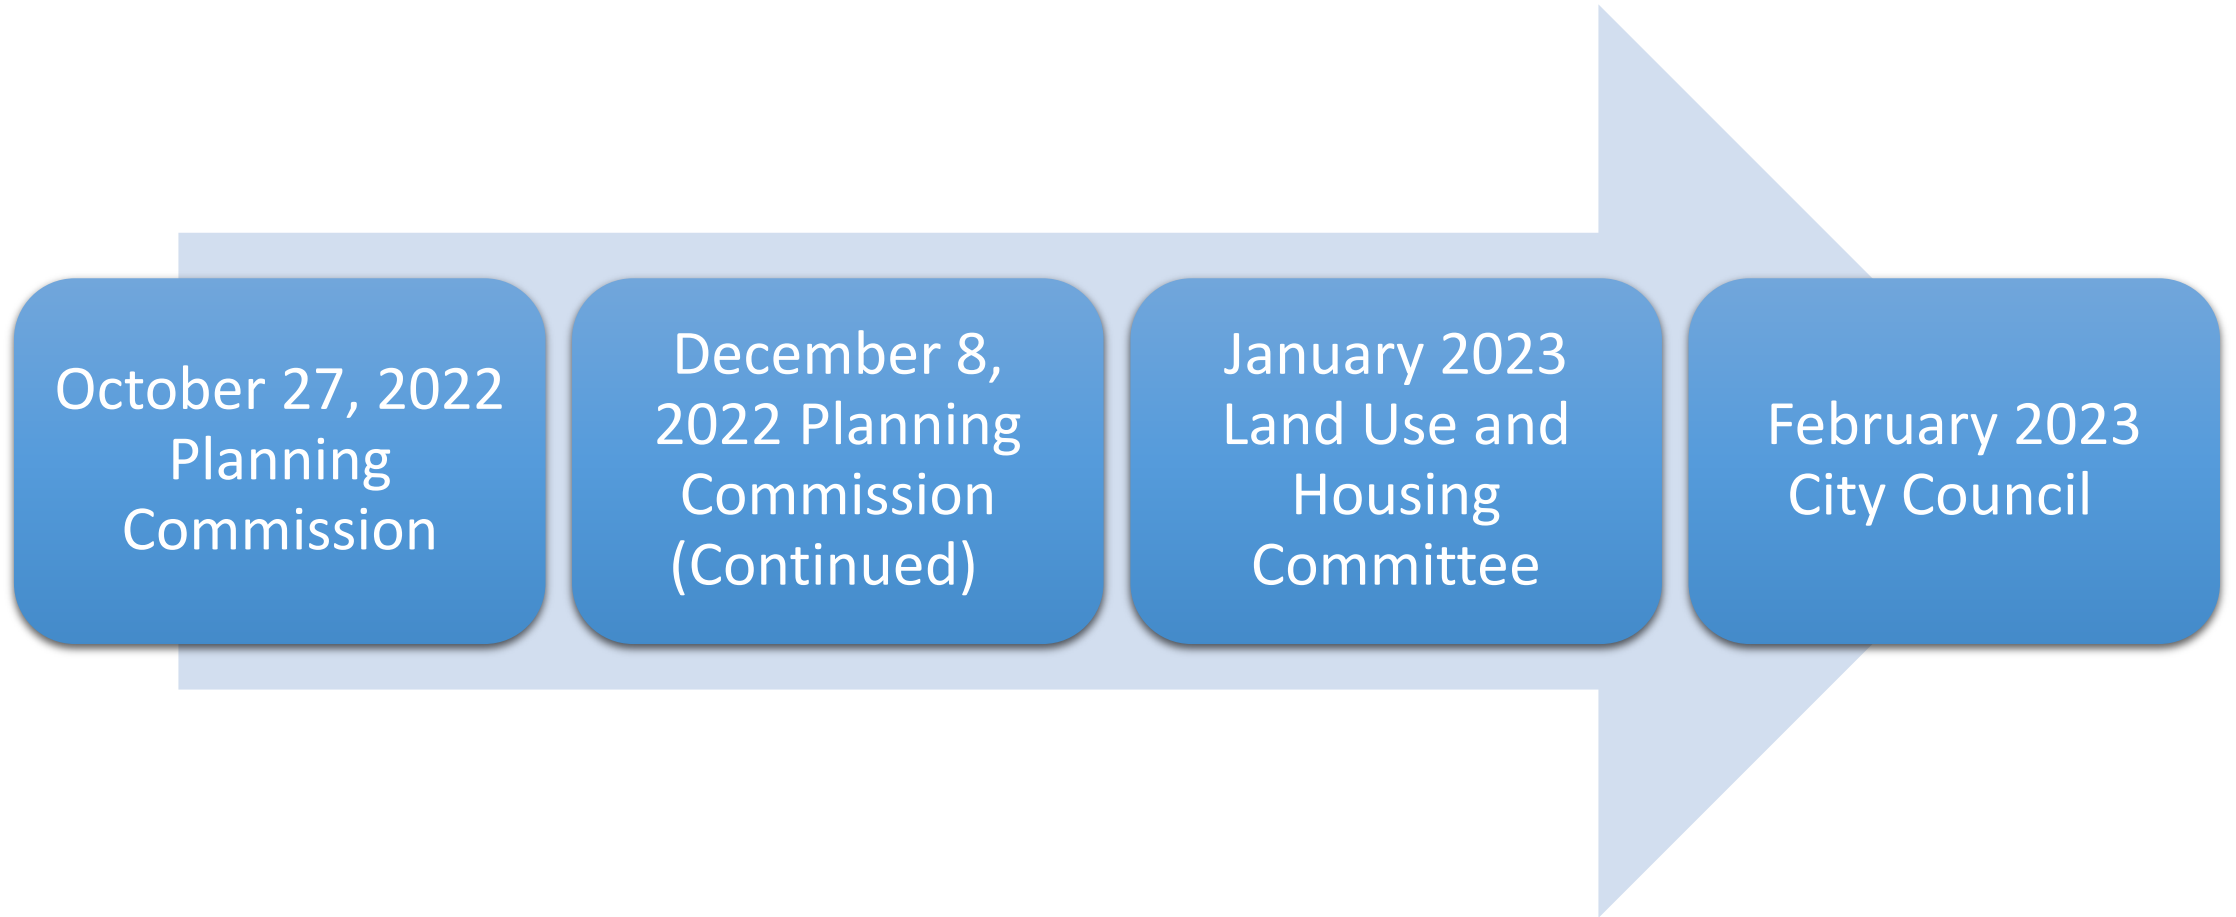 October 27, 2022
Planning
Commission
December 8,
2022 Planning
Commission
(Continued)
January 2023
Land Use and
Housing
Committee
February 2023
City Council